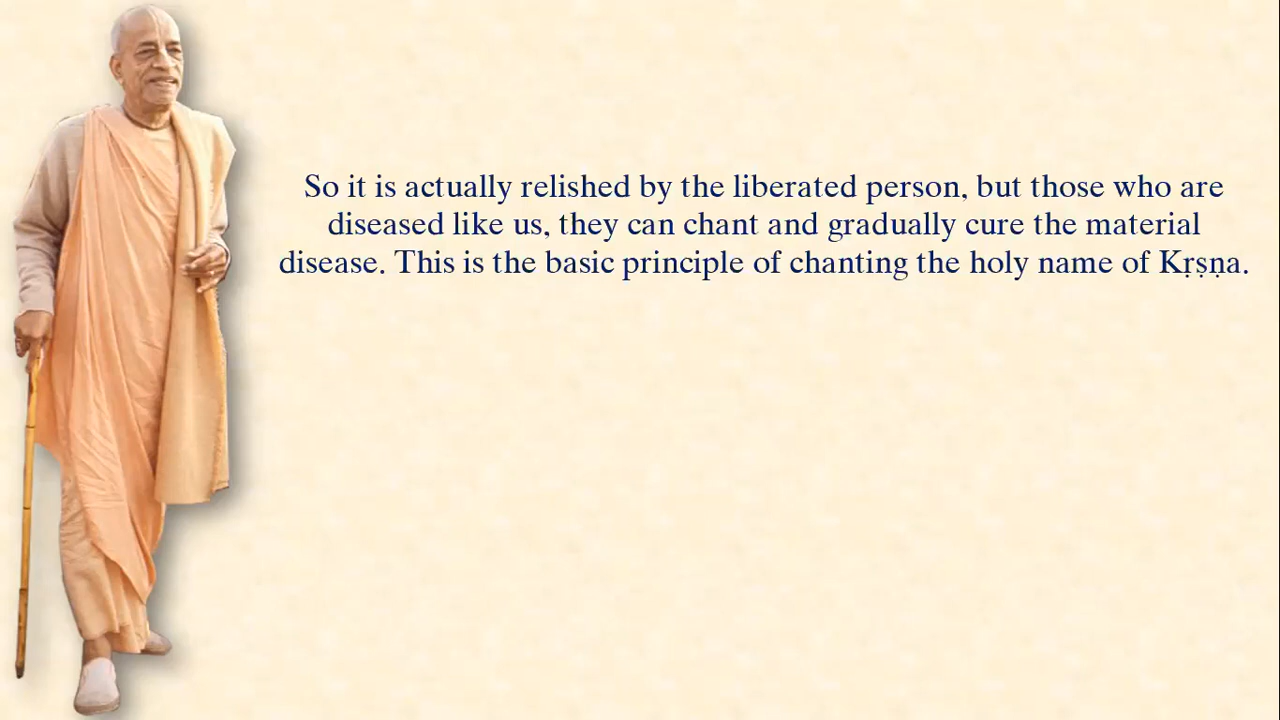 So it is actually relished by the liberated person, but those who are
diseased like us, they can chant and gradually cure the material
disease. This is the basic principle of chanting the holy name of Kṛṣṇa.